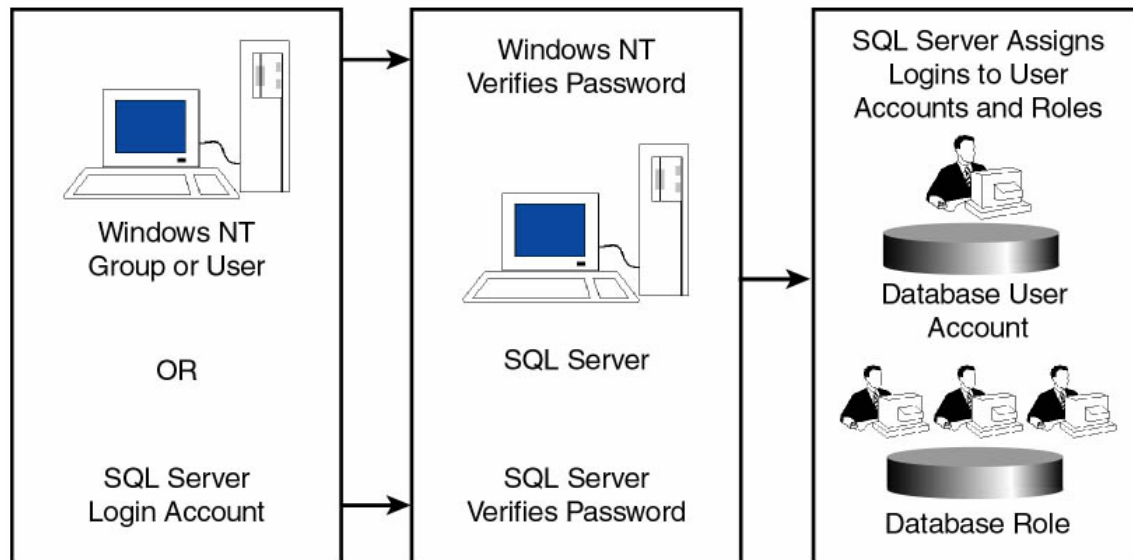 Windows NT
Group or User
OR
SQL Server
Login Account
Windows NT
Verifies Password
SQL Server
SQL Server
Verifies Password
SQL Server Assigns
Logins to User
Accounts and Roles
Database User
Account
Database Role